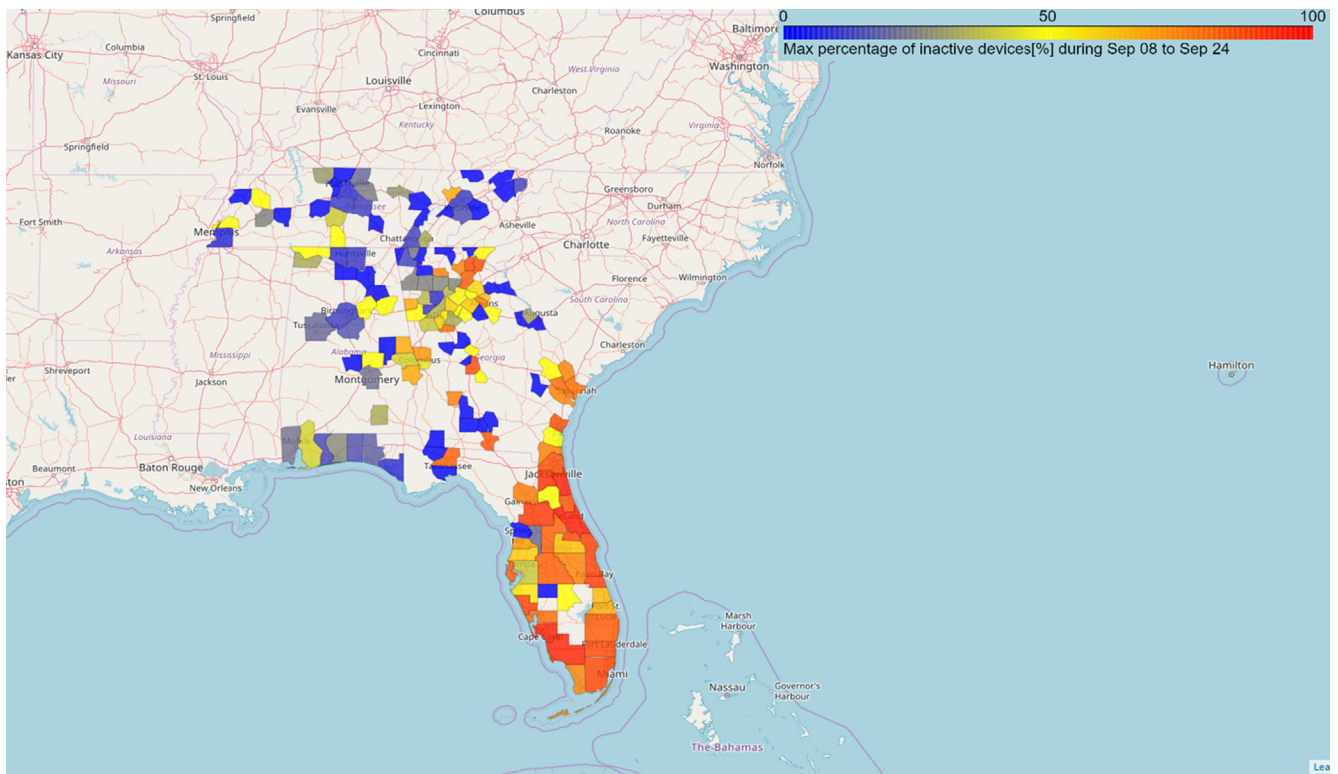 Springfield
Columbus
0 50 100
Max percentage of inactive devices[%] during Sep 08 to Sep 24
Baltimore
Kansas City
Columbia
Cincinnati
Washington
Missouri
St. Louis
West Virginia
Louisville
Charleston
Evansville
Lexington
Kentucky
Virginia
Roanoke
Springfield
Norfolk
Nashville
Greensboro
Durham
Fort Smith
Memphis
Asheville
North Carolina
Chattanooga
Charlotte
Fayetteville
Arkansas
Huntsville
Florence
Wilmington
South Carolina
Birmingham
Augusta
Tuscaloosa
Charleston
Mississippi
Alabama
Columbus
Georgia
Shreveport
Jackson
Montgomery
Savannah
Hamilton
Louisiana
Mobile
Beaumont
Baton Rouge
Tallahassee
Jacksonville
New Orleans
DeLand
Palm Bay
Fort St.
Lucie
Cape Coral
Fort Lauderdale
Miami
Marsh
Harbour
Nassau
Governor's
Harbour
The Bahamas
Lea